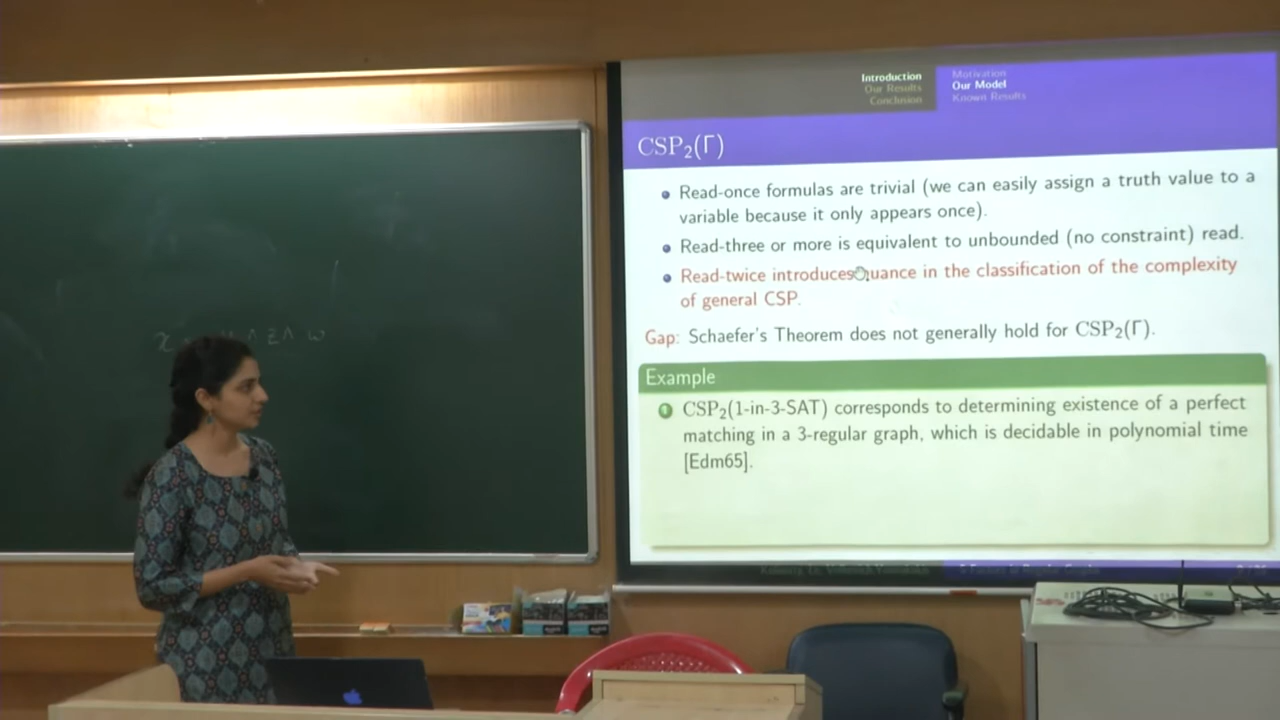 Introduction
Our Results
Conclusion
Motivation
Our Model
Known Results
CSP₂(Γ)
Read-once formulas are trivial (we can easily assign a truth value to a
variable because it only appears once).
Read-three or more is equivalent to unbounded (no constraint) read.
Read-twice introduces nuance in the classification of the complexity
of general CSP.
Gap: Schaefer's Theorem does not generally hold for CSP₂(Γ).
Example
1 CSP₂(1-in-3-SAT) corresponds to determining existence of a perfect
matching in a 3-regular graph, which is decidable in polynomial time
[Edm65].